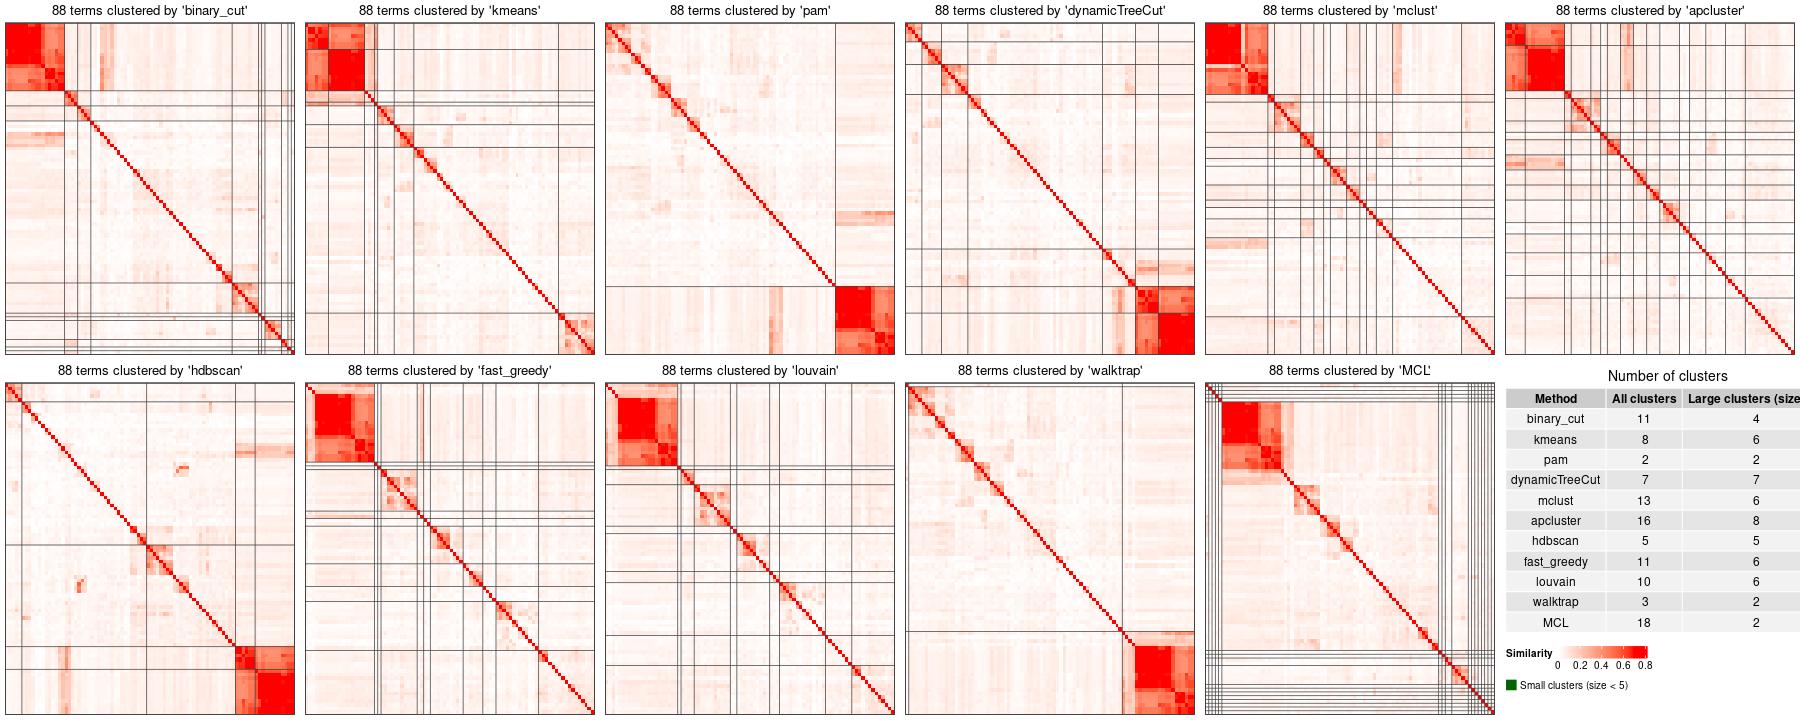 88 terms clustered by 'binary_cut'
88 terms clustered by 'kmeans'
88 terms clustered by 'pam'
88 terms clustered by 'dynamicTreeCut'
88 terms clustered by 'mclust'
88 terms clustered by 'apcluster'
88 terms clustered by 'hdbscan'
88 terms clustered by 'fast_greedy'
88 terms clustered by 'louvain'
88 terms clustered by 'walktrap'
88 terms clustered by 'MCL'
Number of clusters
Method All clusters Large clusters (size
binary_cut 11 4
kmeans 8 6
pam 2 2
dynamicTreeCut 7 7
mclust 13 6
apcluster 16 8
hdbscan 5 5
fast_greedy 11 6
louvain 10 6
walktrap 3 2
MCL 18 2
Similarity
0 0.2 0.4 0.6 0.8
Small clusters (size < 5)